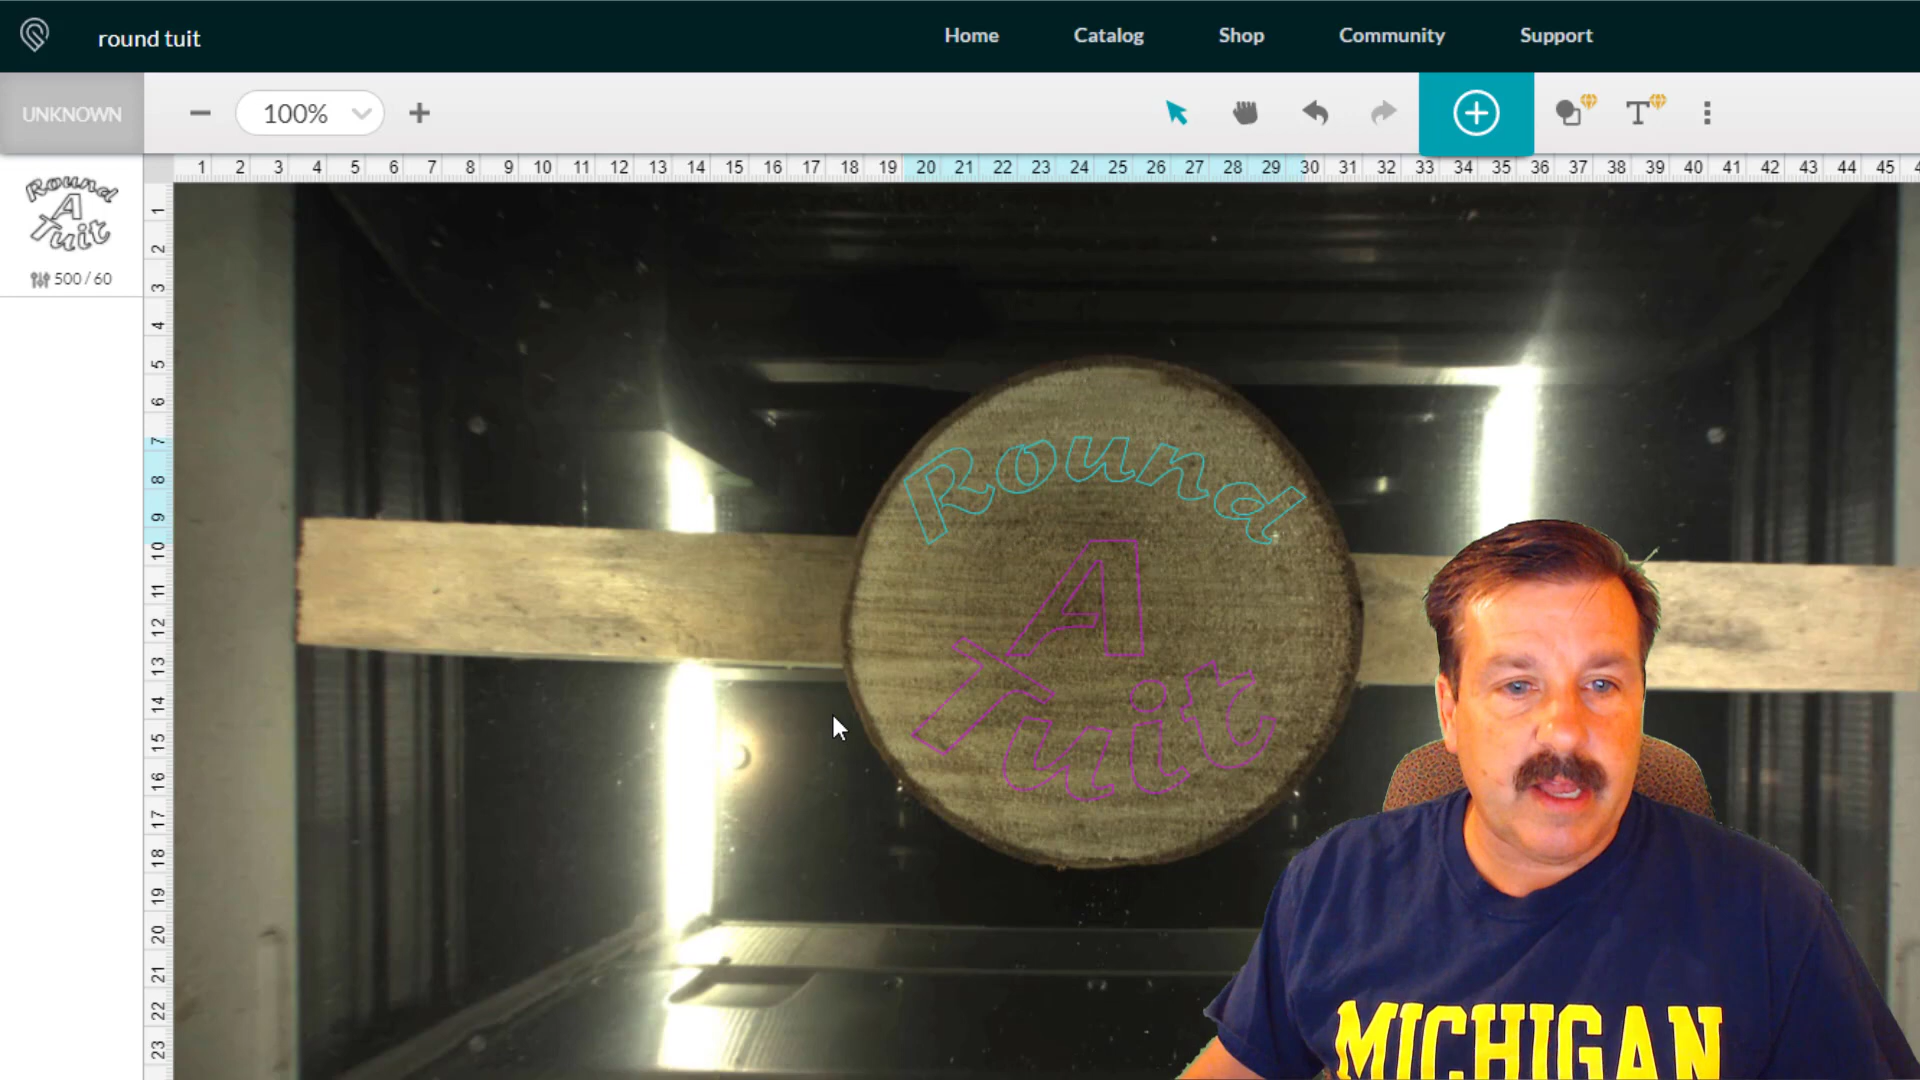 round tuit
Home
Catalog
Shop
Community
Support
UNKNOWN
100%
T
1 2 3 4 5 6 7 8 9 10 11 12 13 14 15 16 17 18 19 20 21 22 23 24 25 26 27 28 29 30 31 32 33 34 35 36 37 38 39 40 41 42 43 44 45
1
2
3
4
5
6
7
8
9
10
11
12
13
14
15
16
17
18
19
20
21
22
23
Round
A
Tuit
500 / 60
Round
A
Tuit
MICHIGAN